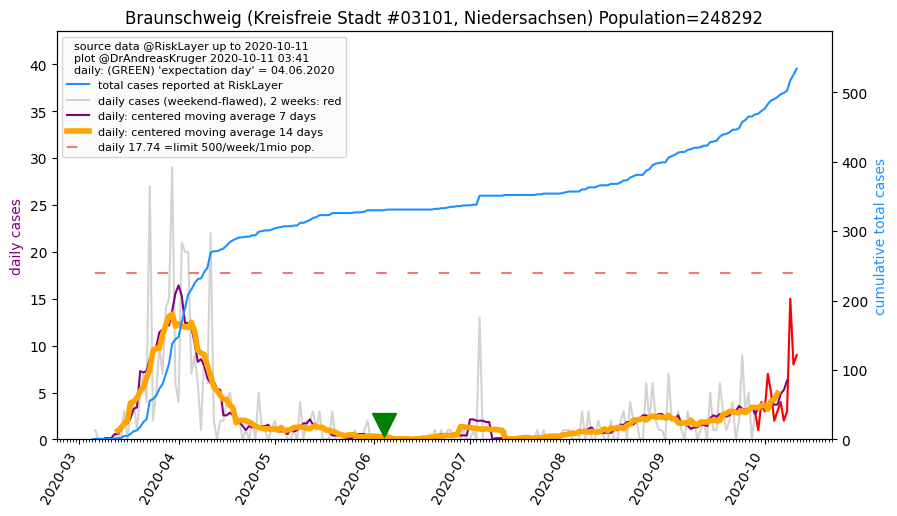 Braunschweig (Kreisfreie Stadt #03101, Niedersachsen) Population=248292
source data @RiskLayer up to 2020-10-11
plot @DrAndreasKruger 2020-10-11 03:41
daily: (GREEN) 'expectation day' = 04.06.2020
total cases reported at RiskLayer
daily cases (weekend-flawed), 2 weeks: red
daily: centered moving average 7 days
daily: centered moving average 14 days
daily 17.74 =limit 500/week/1mio pop.
daily cases
40
35
30
25
20
15
10
5
0
cumulative total cases
500
400
300
200
100
0
2020-03
2020-04
2020-05
2020-06
2020-07
2020-08
2020-09
2020-10